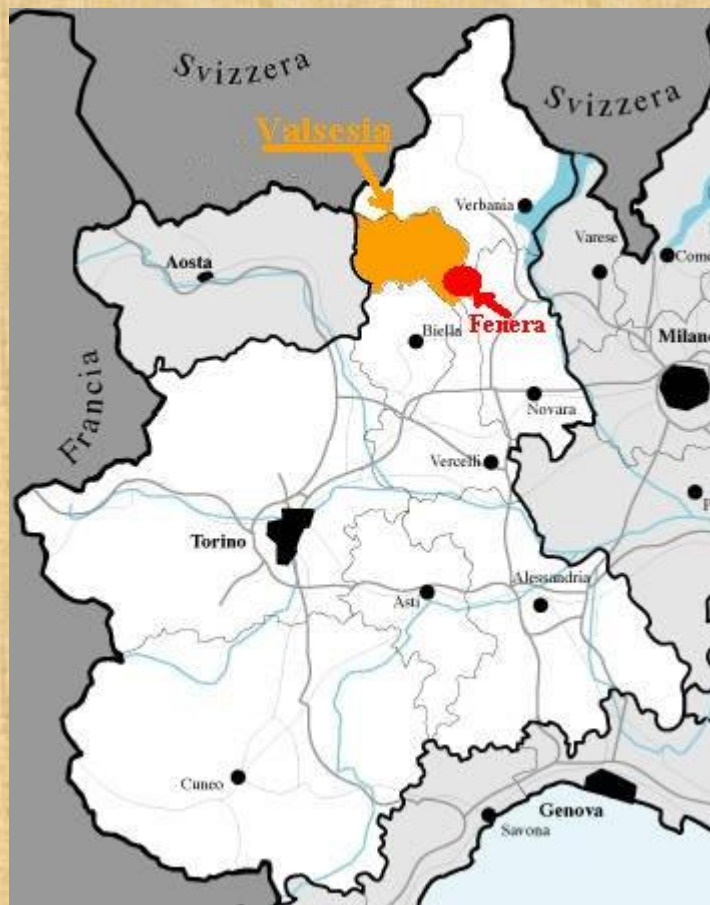 Svizzera
Svizzera
Valsesia
Verbania
Varese
Como
Aosta
Fenera
Biella
Milano
Francia
Novara
Vercelli
Torino
Alessandria
Asti
Cuneo
Genova
Savona